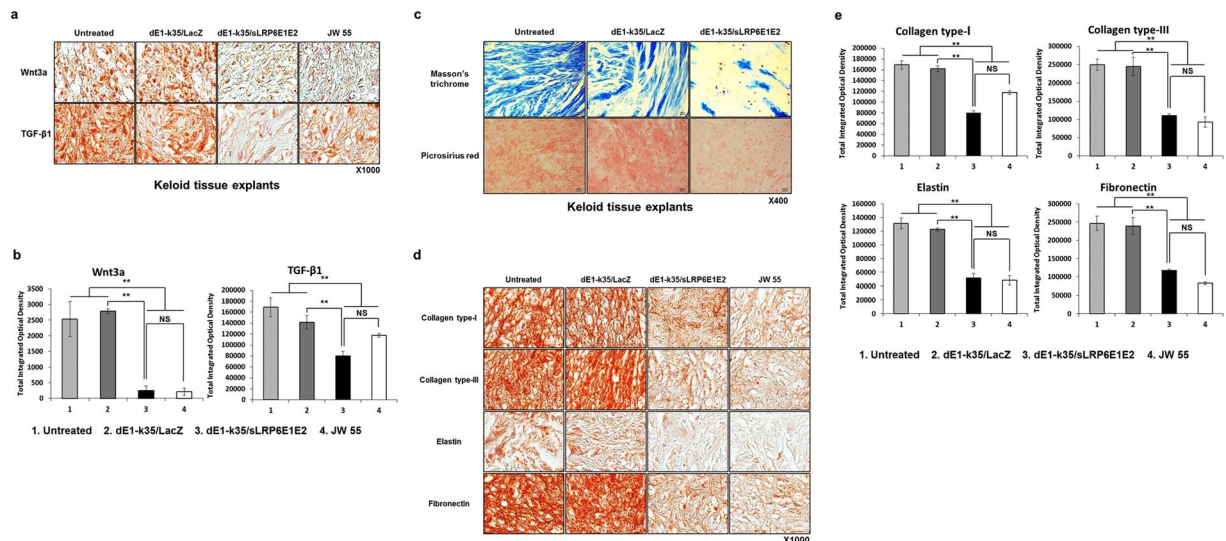 a
Untreated dE1-k35/LacZ dE1-k35/sLRP6E1E2 JW 55
Wnt3a
TGF-β1
X1000
Keloid tissue explants
b
Wnt3a
Total Integrated Optical Density
3500
3000
2500
2000
1500
1000
500
0
**
**
NS
1 2 3 4
TGF-β1
Total Integrated Optical Density
200000
180000
160000
140000
120000
100000
80000
60000
40000
20000
0
**
**
NS
1 2 3 4
1. Untreated 2. dE1-k35/LacZ 3. dE1-k35/sLRP6E1E2 4. JW 55
c
Untreated dE1-k35/LacZ dE1-k35/sLRP6E1E2
Masson's
trichrome
Picrosirius red
Keloid tissue explants
X400
d
Untreated dE1-k35/LacZ dE1-k35/sLRP6E1E2 JW 55
Collagen type-I
Collagen type-III
Elastin
Fibronectin
X1000
e
Collagen type-I
Total Integrated Optical Density
200000
180000
160000
140000
120000
100000
80000
60000
40000
20000
0
**
**
NS
1 2 3 4
Collagen type-III
Total Integrated Optical Density
300000
250000
200000
150000
100000
50000
0
**
**
NS
1 2 3 4
Elastin
Total Integrated Optical Density
160000
140000
120000
100000
80000
60000
40000
20000
0
**
**
NS
1 2 3 4
Fibronectin
Total Integrated Optical Density
300000
250000
200000
150000
100000
50000
0
**
**
NS
1 2 3 4
1. Untreated 2. dE1-k35/LacZ 3. dE1-k35/sLRP6E1E2 4. JW 55